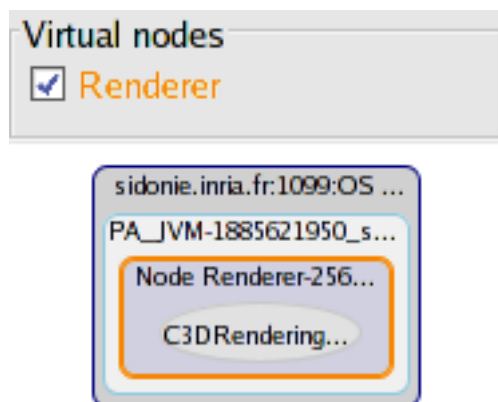 Virtual nodes
Renderer
sidonie.inria.fr:1099:OS ...
PA_JVM-1885621950_s...
Node Renderer-256...
C3DRendering...